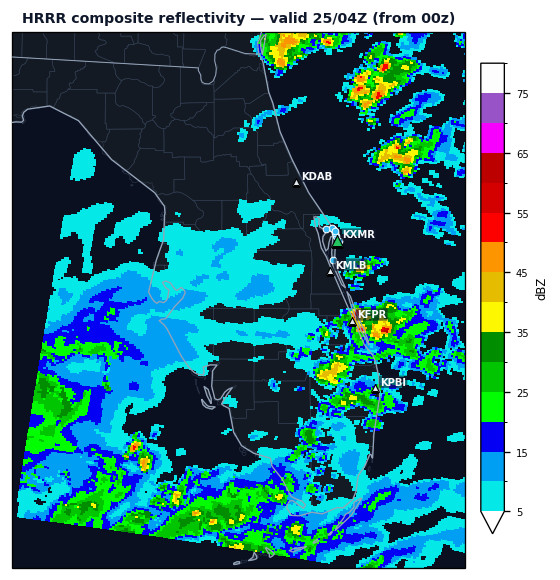 HRRR composite reflectivity — valid 25/04Z (from 00z)
KDAB
KXMR
KMLB
KFPR
KPBI
75
65
55
45
35
25
15
5
dBZ